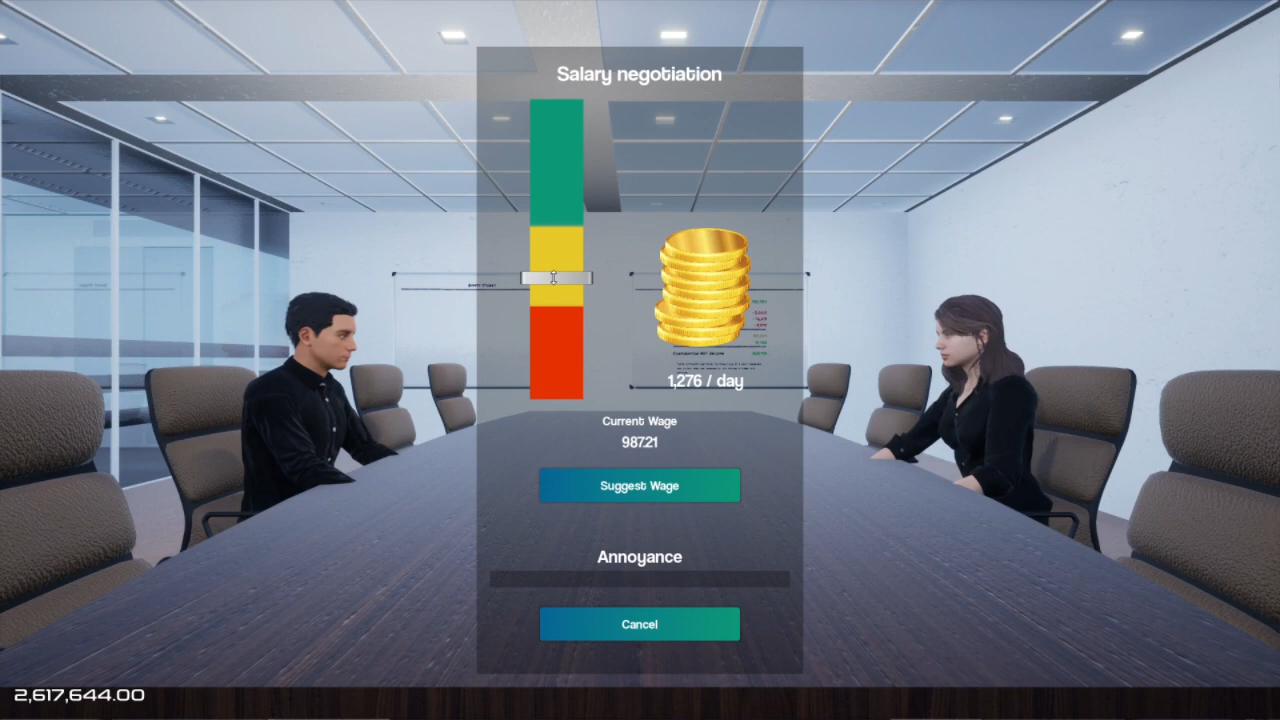 Salary negotiation
1,276 / day
Current Wage
987.21
Suggest Wage
Annoyance
Cancel
2,617,644.00